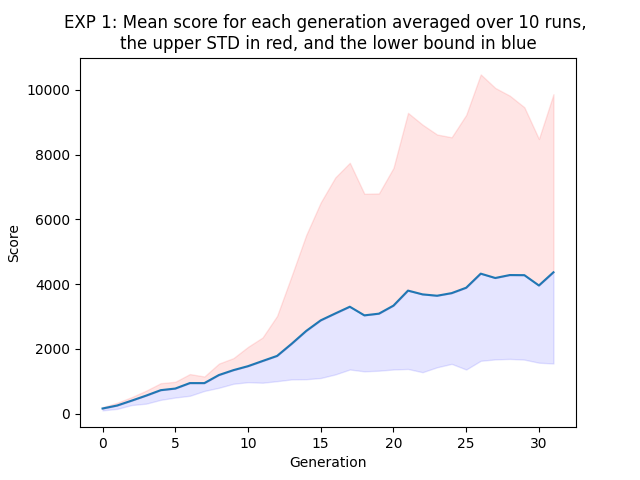 EXP 1: Mean score for each generation averaged over 10 runs,
the upper STD in red, and the lower bound in blue
10000
8000
6000
4000
2000
0
Score
0 5 10 15 20 25 30
Generation